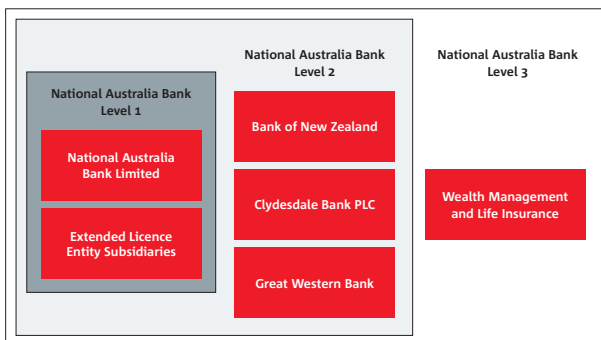 National Australia Bank
Level 1
National Australia
Bank Limited
Extended Licence
Entity Subsidiaries
National Australia Bank
Level 2
Bank of New Zealand
Clydesdale Bank PLC
Great Western Bank
National Australia Bank
Level 3
Wealth Management
and Life Insurance